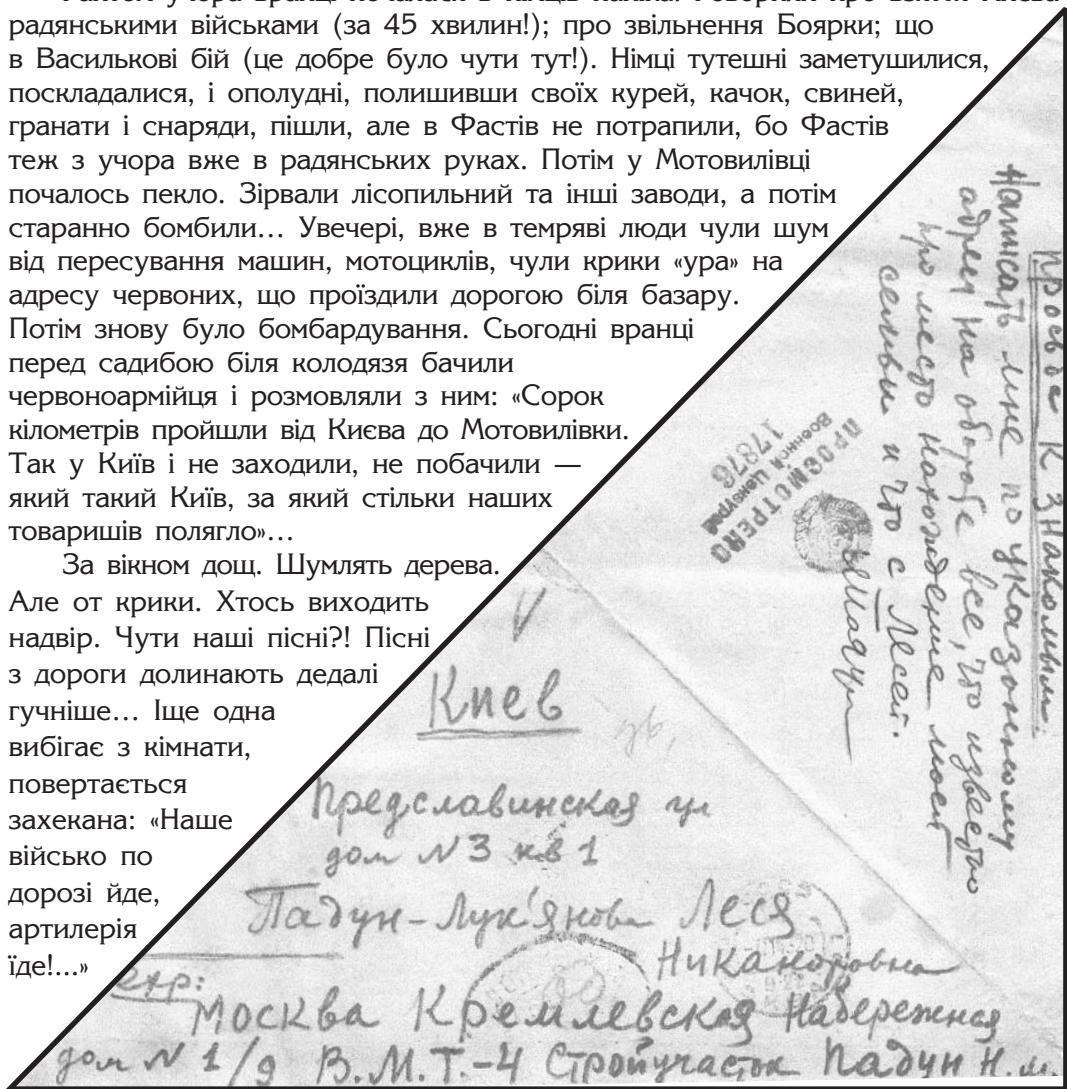 радянськими військами (за 45 хвилин!); про звільнення Боярки; що
в Василькові бій (це добре було чути тут!). Німці тутешні заметушилися,
поскладалися, і ополудні, полишивши своїх курей, качок, свиней,
гранати і снаряди, пішли, але в Фастів не потрапили, бо Фастів
теж з учора вже в радянських руках. Потім у Мотовилівці
почалось пекло. Зірвали лісопильний та інші заводи, а потім
старанно бомбили… Увечері, вже в темряві люди чули шум
від пересування машин, мотоциклів, чули крики «ура» на
адресу червоних, що проїздили дорогою біля базару.
Потім знову було бомбардування. Сьогодні вранці
перед садибою біля колодязя бачили
червоноармійця і розмовляли з ним: «Сорок
кілометрів пройшли від Києва до Мотовилівки.
Так у Київ і не заходили, не побачили —
який такий Київ, за який стільки наших
товаришів полягло»…
За вікном дощ. Шумлять дерева.
Але от крики. Хтось виходить
надвір. Чути наші пісні?! Пісні
з дороги долинають дедалі
гучніше… Іще одна
вибігає з кімнати,
повертається
захекана: «Наше
військо по
дорозі йде,
артилерія
їде!...»
Просьба к знакомым:
Написать мне по указанному
адресу на обороте все, что известно
про место нахождение моей
семьи и что с Лесей.
НПадун
ПРОСМОТРЕНО
Военной Цензурой
17876
Киев
Предславинская ул
дом №3 кв 1
Падун-Лук'янова Леся
Никаноровна
Москва Кремлевская Набережная
дом № 1/9 В.М.Т.-4 Стройучасток Падун Н.М.